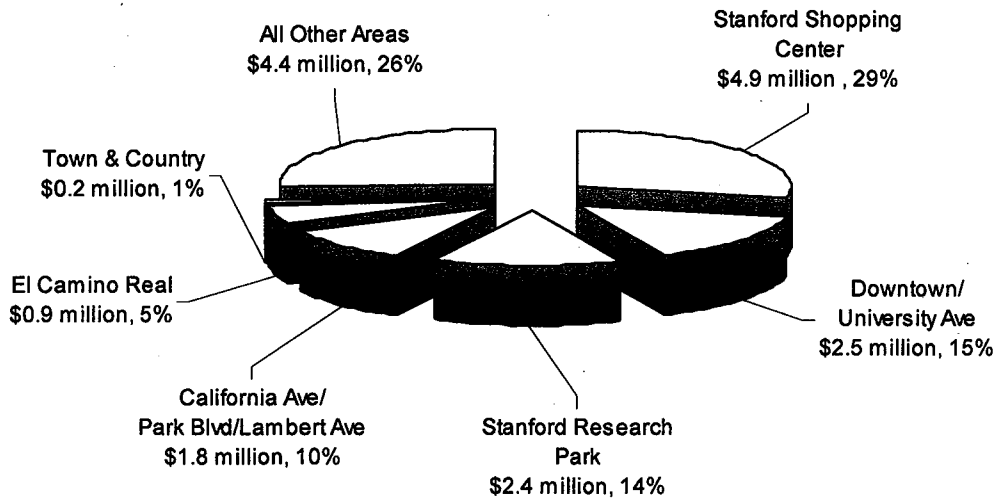 All Other Areas
$4.4 million, 26%
Stanford Shopping
Center
$4.9 million , 29%
Town & Country
$0.2 million, 1%
El Camino Real
$0.9 million, 5%
Downtown/
University Ave
$2.5 million, 15%
California Ave/
Park Blvd/Lambert Ave
$1.8 million, 10%
Stanford Research
Park
$2.4 million, 14%